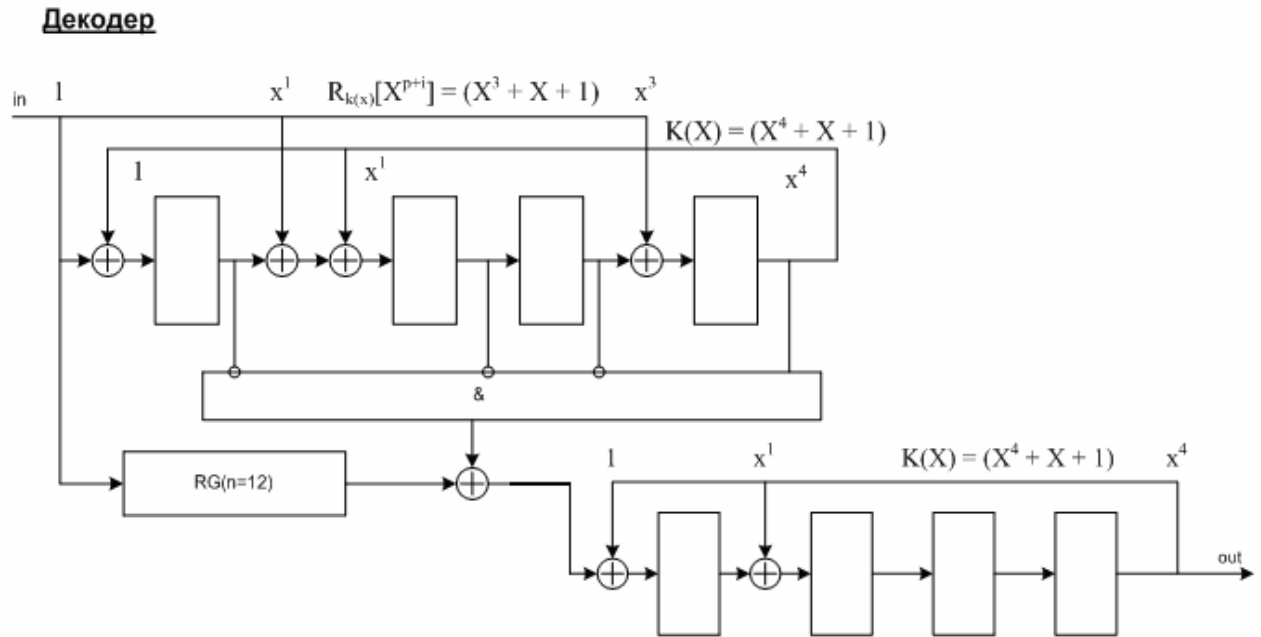 Декодер
in 1 x¹ R_{k(x)}[X^{p+i}] = (X³ + X + 1) x³
K(X) = (X⁴ + X + 1)
1 x¹ x⁴
&
RG(n=12)
1 x¹ K(X) = (X⁴ + X + 1) x⁴
out